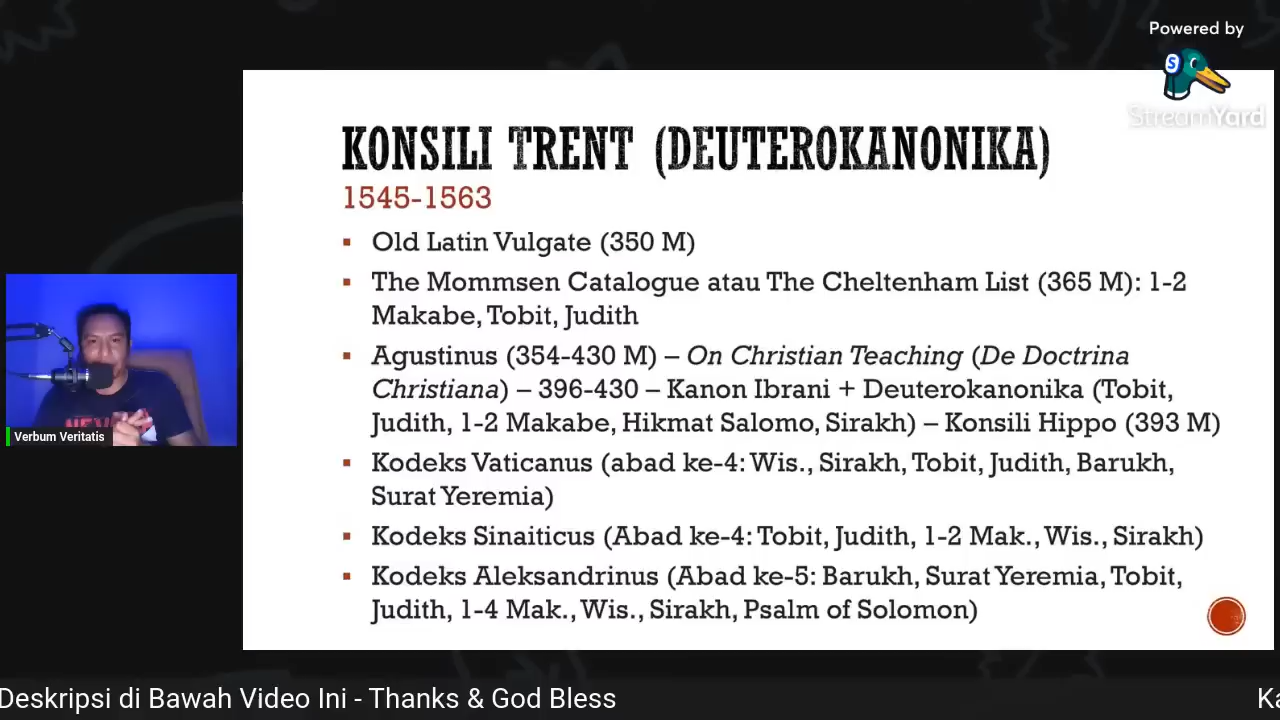 Powered by
S
StreamYard
KONSILI TRENT (DEUTEROKANONIKA)
1545-1563
▪ Old Latin Vulgate (350 M)
▪ The Mommsen Catalogue atau The Cheltenham List (365 M): 1-2
Makabe, Tobit, Judith
▪ Agustinus (354-430 M) – On Christian Teaching (De Doctrina
Christiana) – 396-430 – Kanon Ibrani + Deuterokanonika (Tobit,
Judith, 1-2 Makabe, Hikmat Salomo, Sirakh) – Konsili Hippo (393 M)
▪ Kodeks Vaticanus (abad ke-4: Wis., Sirakh, Tobit, Judith, Barukh,
Surat Yeremia)
▪ Kodeks Sinaiticus (Abad ke-4: Tobit, Judith, 1-2 Mak., Wis., Sirakh)
▪ Kodeks Aleksandrinus (Abad ke-5: Barukh, Surat Yeremia, Tobit,
Judith, 1-4 Mak., Wis., Sirakh, Psalm of Solomon)
Verbum Veritatis
Deskripsi di Bawah Video Ini - Thanks & God Bless